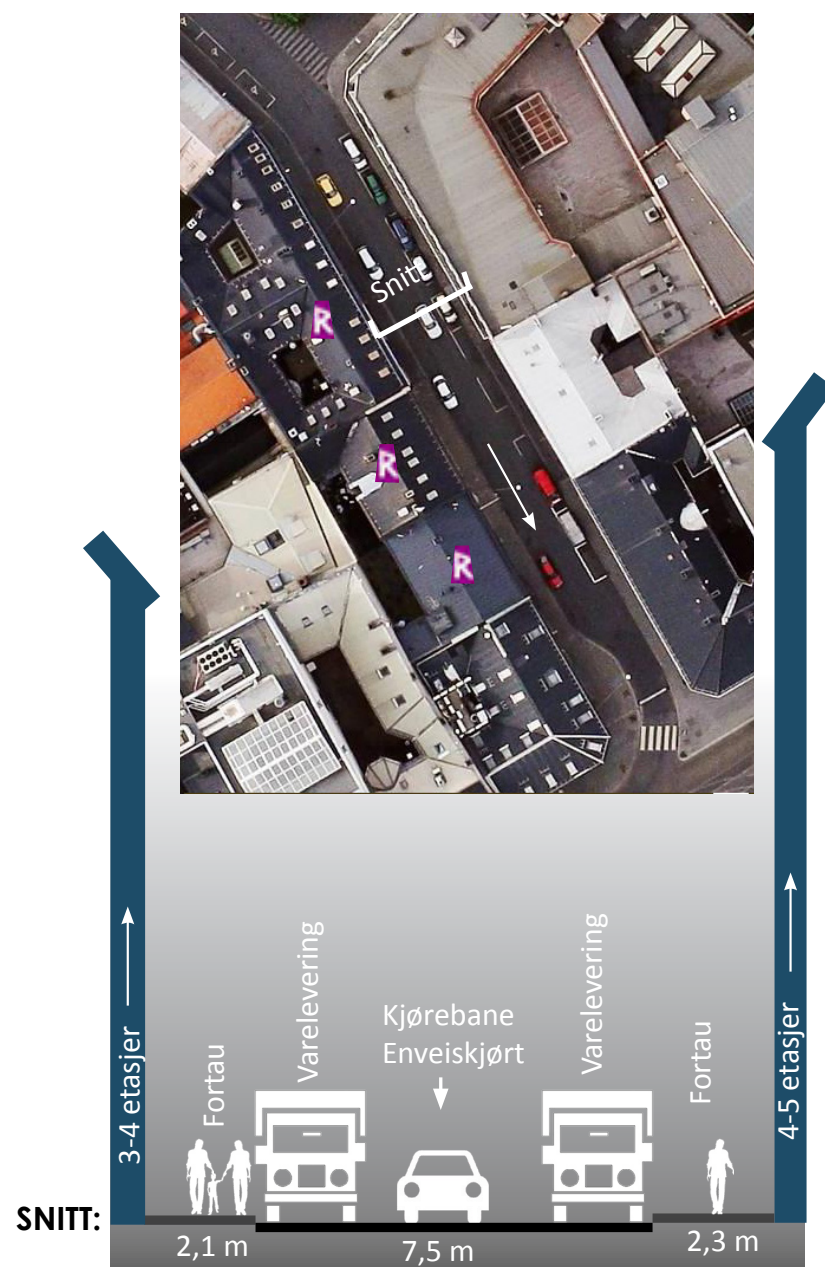 Snitt
R
R
R
3-4 etasjer
Fortau
Varelevering
Kjørebane
Enveiskjørt
Varelevering
Fortau
4-5 etasjer
SNITT:
2,1 m
7,5 m
2,3 m